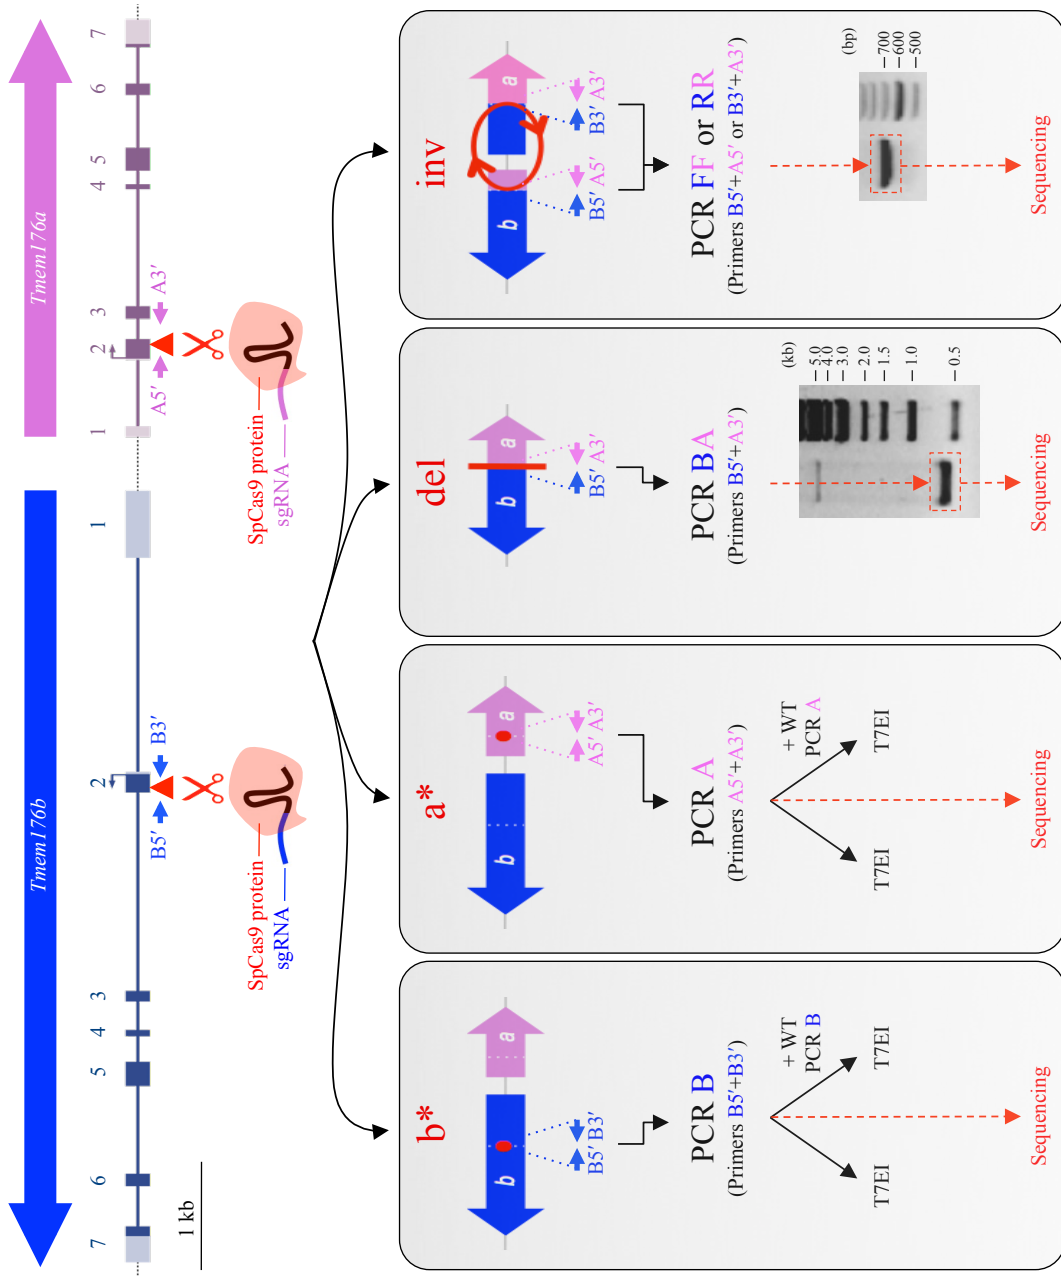 Tmem176b
Tmem176a
7
6
5
4
3
2
1
1
2
3
4
5
6
7
B5′
B3′
A5′
A3′
1 kb
SpCas9 protein
sgRNA
SpCas9 protein
sgRNA
b*
b
a
B5′ B3′
PCR B
(Primers B5′+B3′)
+ WT
PCR B
T7EI
T7EI
Sequencing
a*
b
a
A5′ A3′
PCR A
(Primers A5′+A3′)
+ WT
PCR A
T7EI
T7EI
Sequencing
del
b
a
B5′ A3′
PCR BA
(Primers B5′+A3′)
(kb)
5.0
4.0
3.0
2.0
1.5
1.0
0.5
Sequencing
inv
b
a
B5′ A5′
B3′ A3′
PCR FF or RR
(Primers B5′+A5′ or B3′+A3′)
(bp)
700
600
500
Sequencing